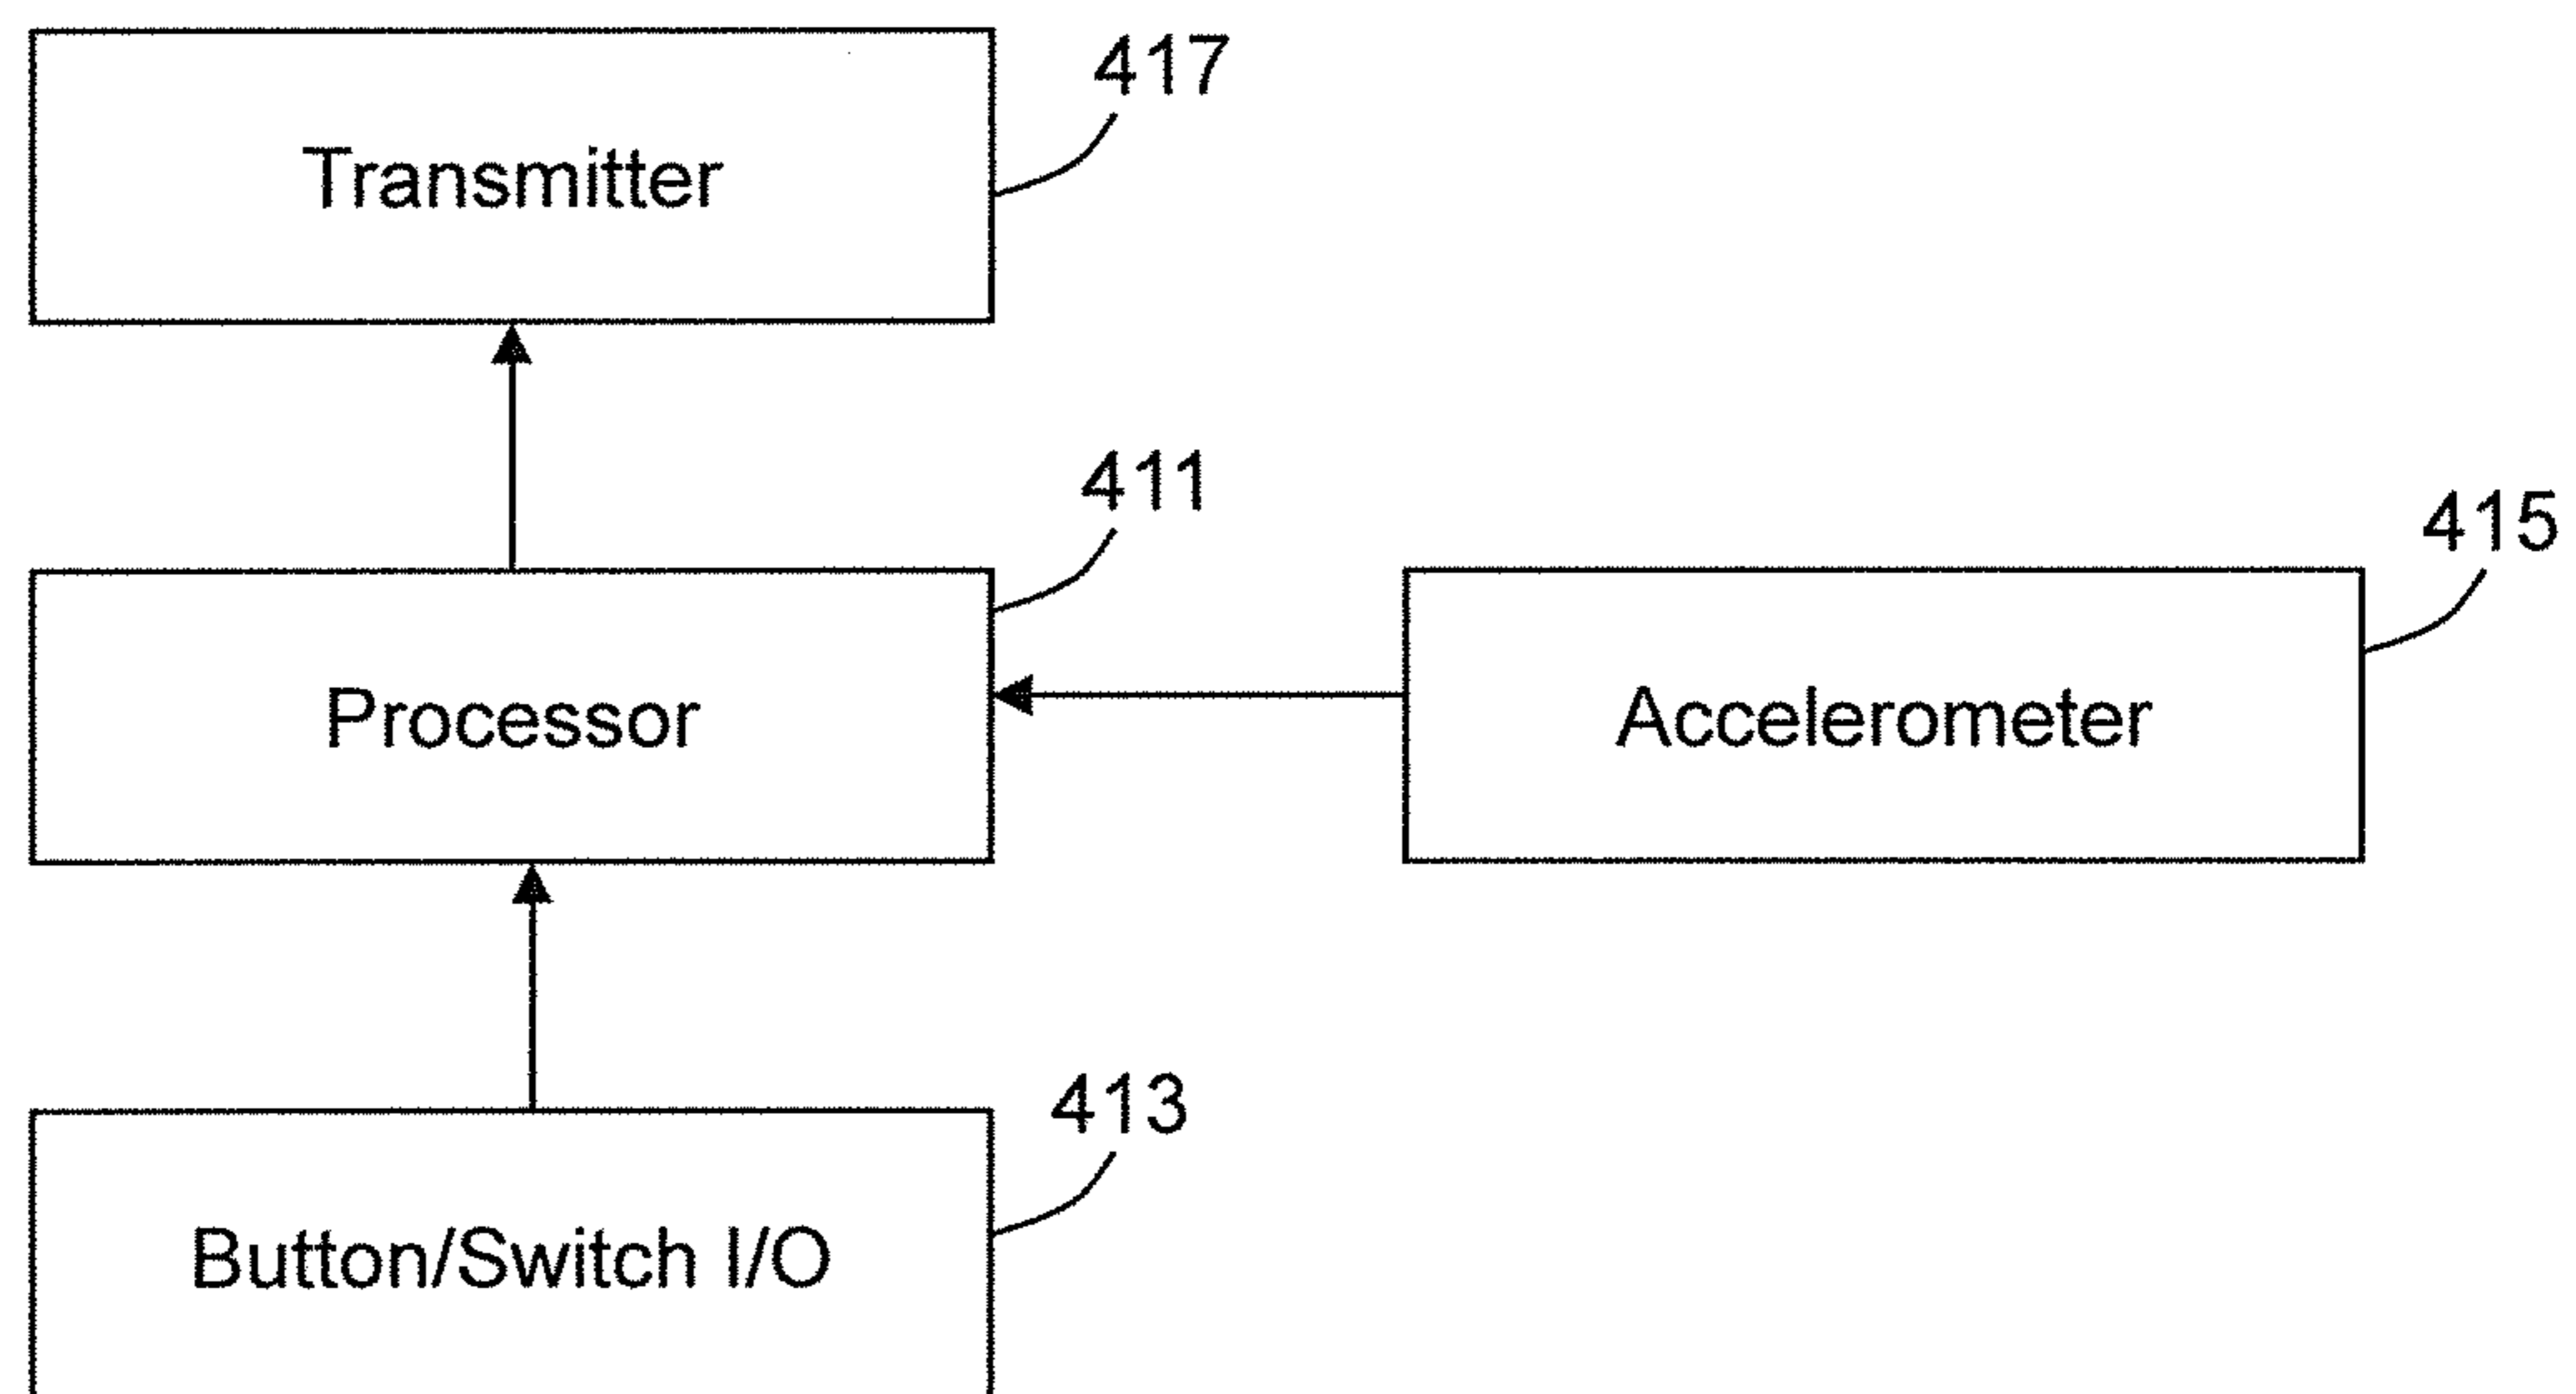 417
Transmitter
411
415
Processor
Accelerometer
413
Button/Switch I/O